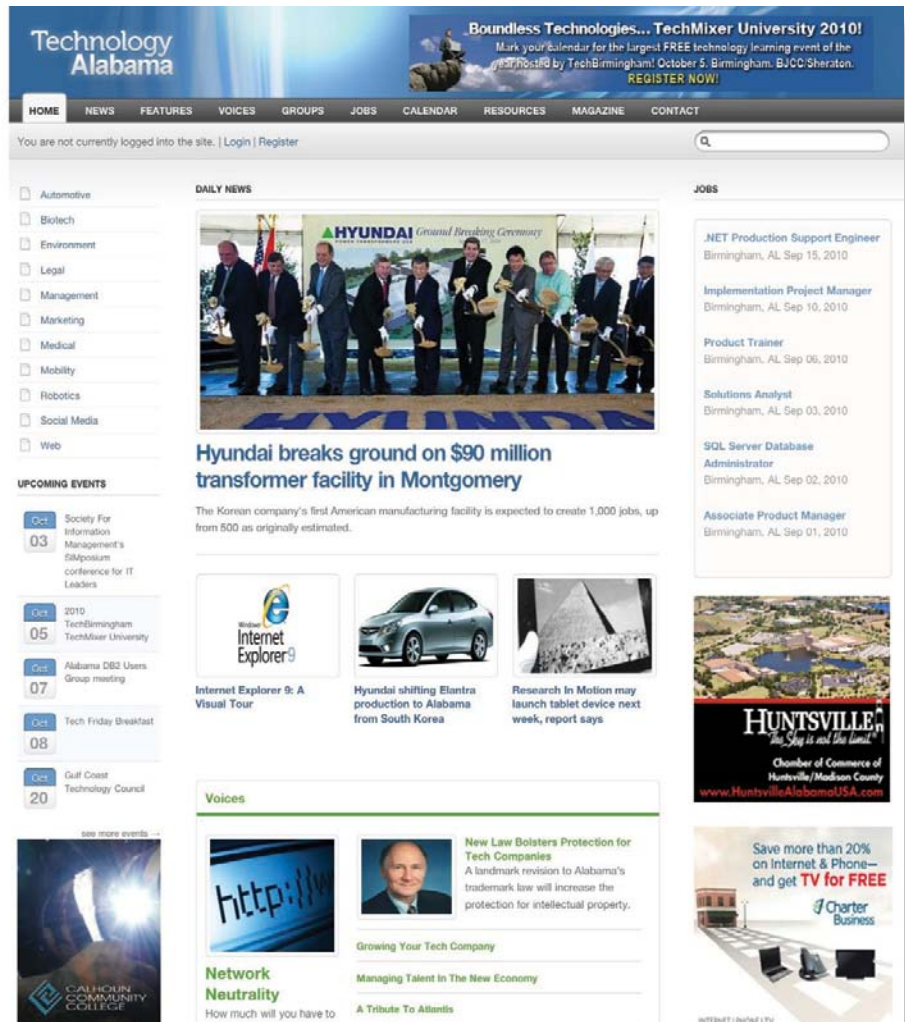 Technology
Alabama
Boundless Technologies... TechMixer University 2010!
Mark your calendar for the largest FREE technology learning event of the
year hosted by TechBirmingham! October 5. Birmingham. BJCC/Sheraton.
REGISTER NOW!
HOME NEWS FEATURES VOICES GROUPS JOBS CALENDAR RESOURCES MAGAZINE CONTACT
You are not currently logged into the site. | Login | Register
Automotive
Biotech
Environment
Legal
Management
Marketing
Medical
Mobility
Robotics
Social Media
Web
UPCOMING EVENTS
Oct
03
Society For
Information
Management's
SIMposium
conference for IT
Leaders
Oct
05
2010
TechBirmingham
TechMixer University
Oct
07
Alabama DB2 Users
Group meeting
Oct
08
Tech Friday Breakfast
Oct
20
Gulf Coast
Technology Council
see more events →
CALHOUN
COMMUNITY
COLLEGE
DAILY NEWS
HYUNDAI
POWER TRANSFORMERS USA
Ground Breaking Ceremony
HYUNDAI
Hyundai breaks ground on $90 million
transformer facility in Montgomery
The Korean company's first American manufacturing facility is expected to create 1,000 jobs, up
from 500 as originally estimated.
Windows
Internet
Explorer9
Internet Explorer 9: A
Visual Tour
Hyundai shifting Elantra
production to Alabama
from South Korea
Research In Motion may
launch tablet device next
week, report says
Voices
http://w
Network
Neutrality
How much will you have to
New Law Bolsters Protection for
Tech Companies
A landmark revision to Alabama's
trademark law will increase the
protection for intellectual property.
Growing Your Tech Company
Managing Talent In The New Economy
A Tribute To Atlantis
JOBS
.NET Production Support Engineer
Birmingham, AL Sep 15, 2010
Implementation Project Manager
Birmingham, AL Sep 10, 2010
Product Trainer
Birmingham, AL Sep 06, 2010
Solutions Analyst
Birmingham, AL Sep 03, 2010
SQL Server Database
Administrator
Birmingham, AL Sep 02, 2010
Associate Product Manager
Birmingham, AL Sep 01, 2010
HUNTSVILLE
The Sky is not the limit.
Chamber of Commerce of
Huntsville/Madison County
www.HuntsvilleAlabamaUSA.com
Save more than 20%
on Internet & Phone—
and get TV for FREE
Charter
Business
INTERNET | PHONE | TV